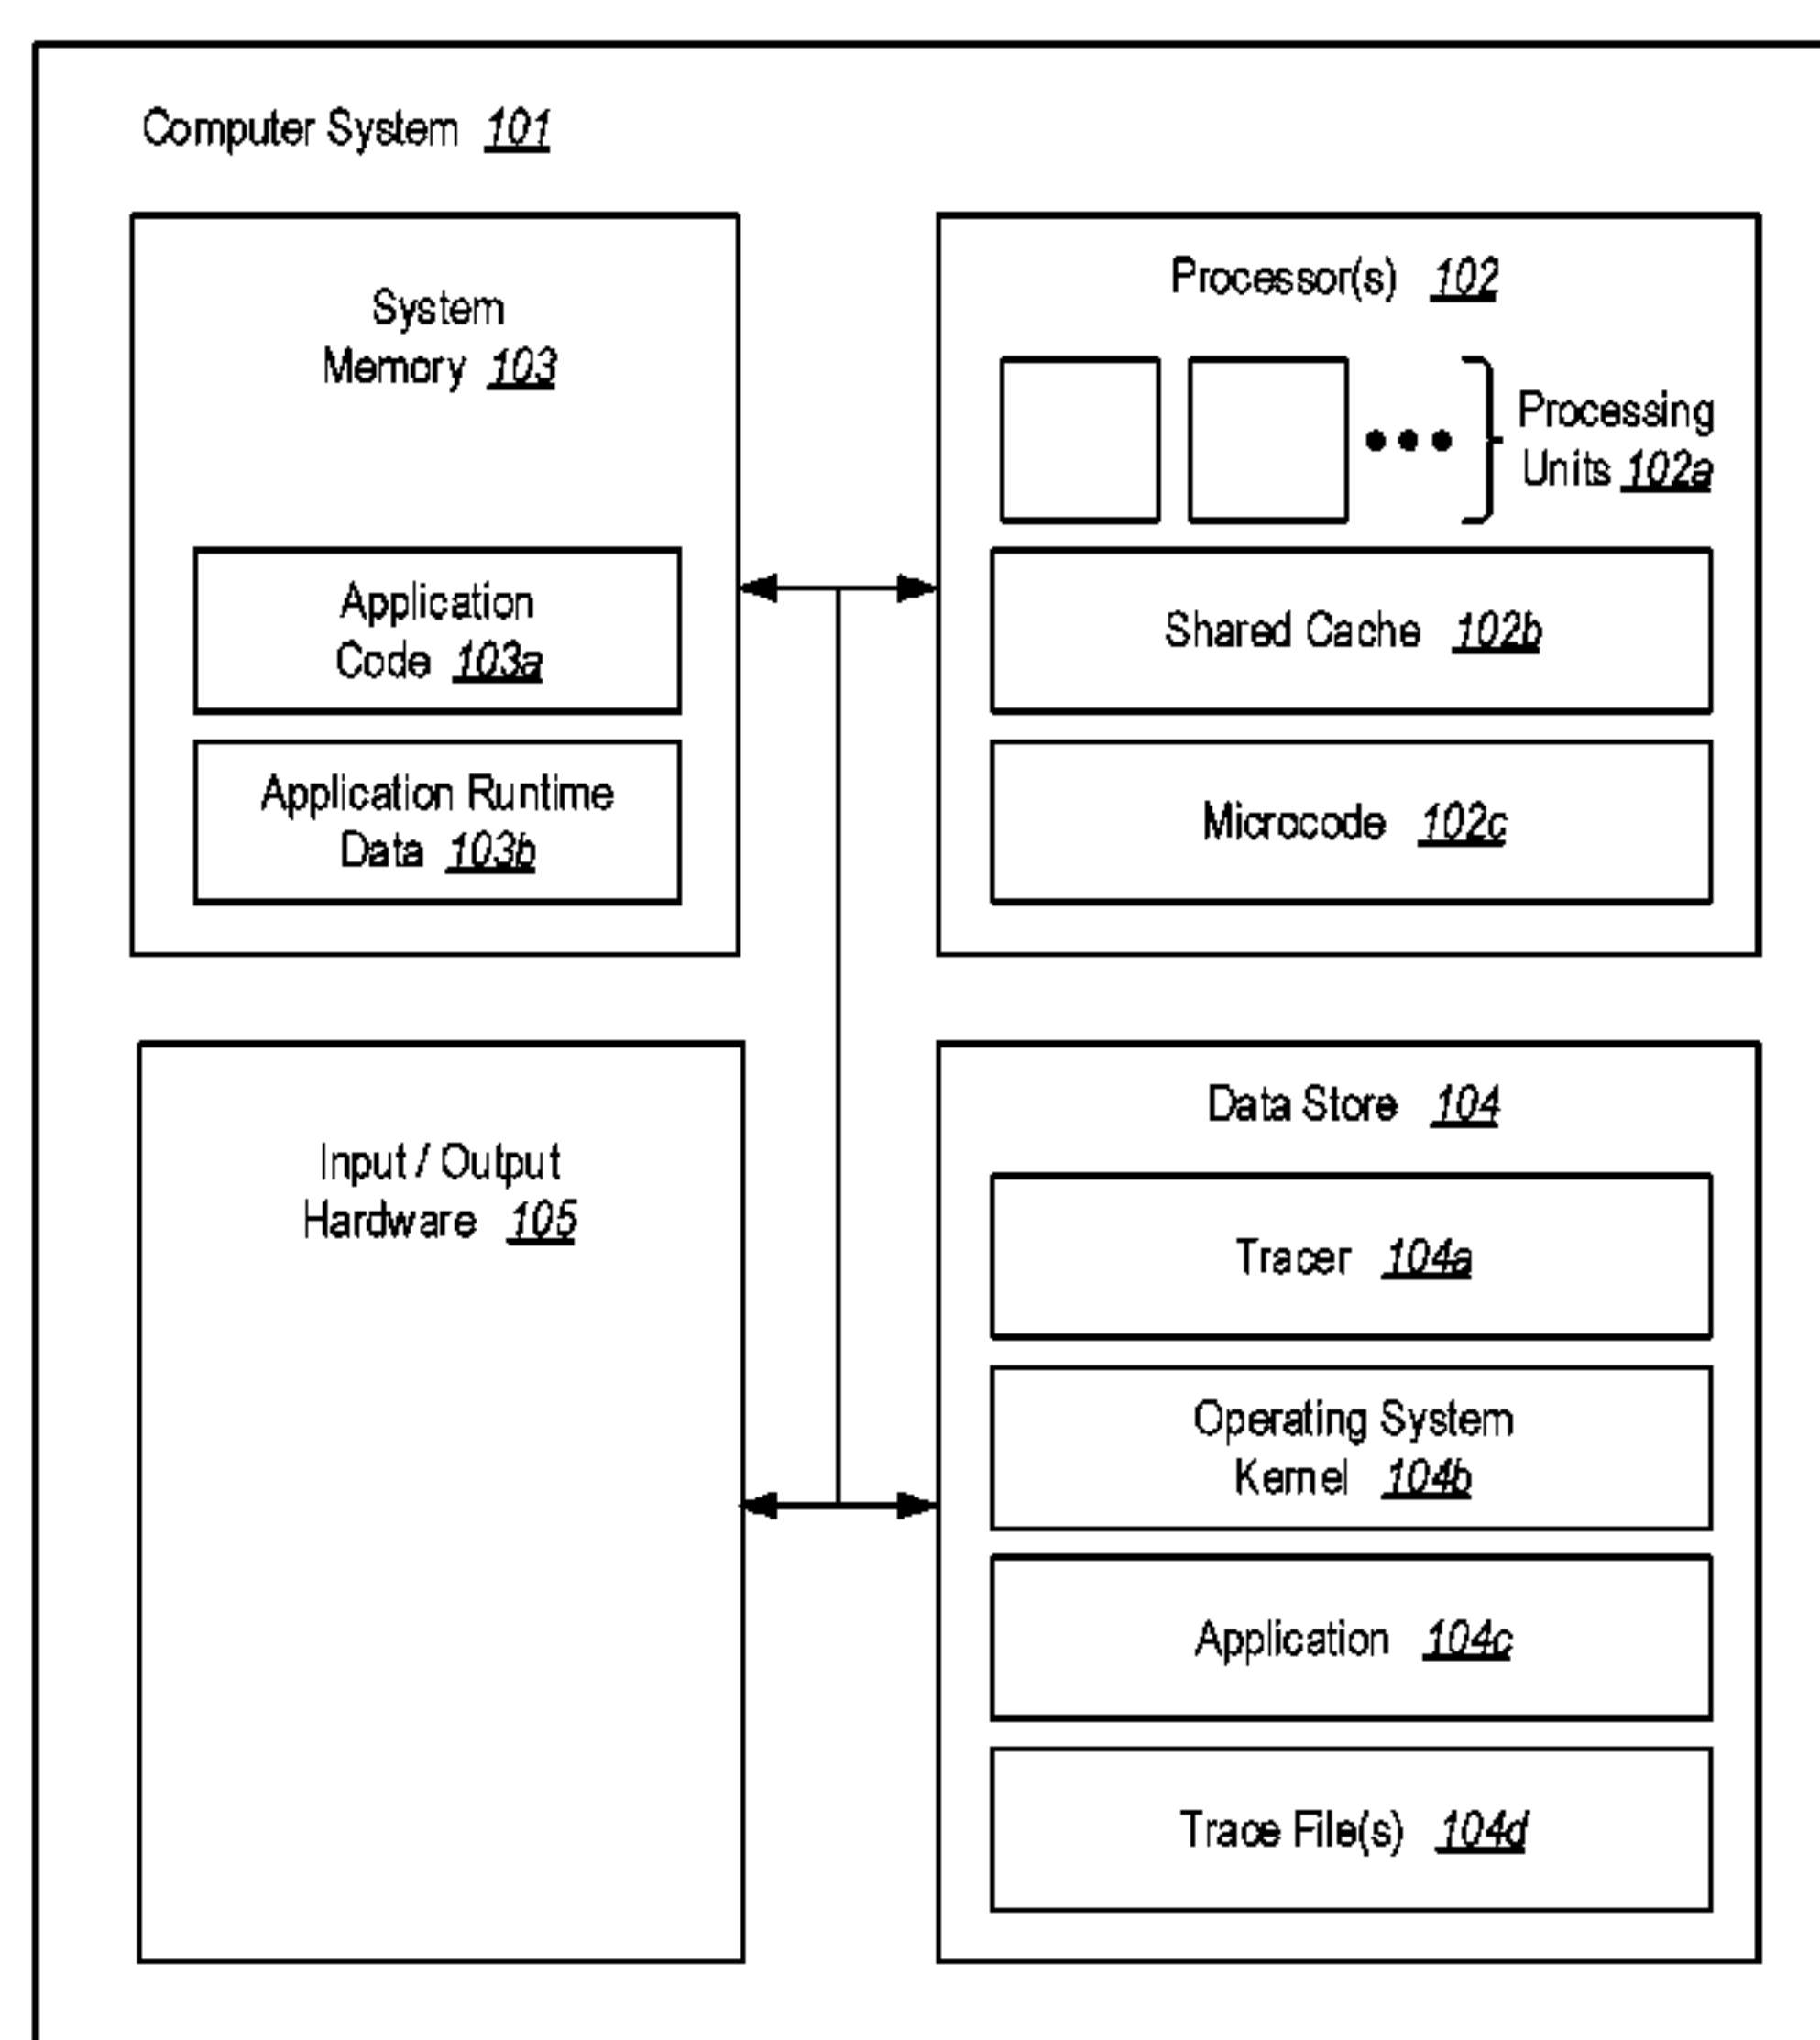 Computer System 101
System
Memory 103
Application
Code 103a
Application Runtime
Data 103b
Processor(s) 102
Processing
Units 102a
Shared Cache 102b
Microcode 102c
Input / Output
Hardware 105
Data Store 104
Tracer 104a
Operating System
Kernel 104b
Application 104c
Trace File(s) 104d